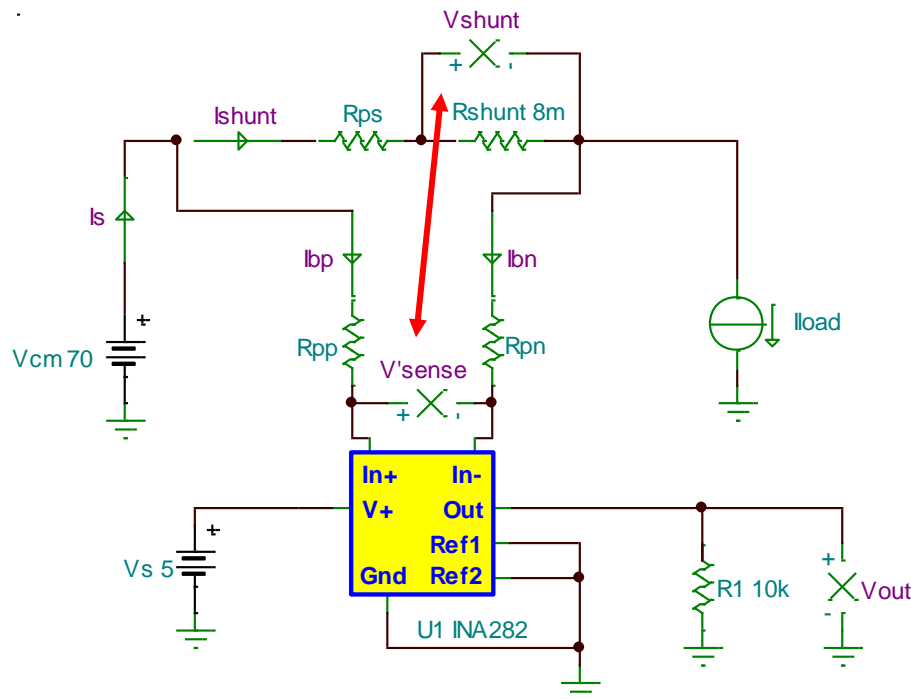 Vshunt
+ -
Ishunt
Rps
Rshunt 8m
Is
Ibp
Ibn
+
Vcm 70
Rpp
Rpn
Iload
V'sense
+ -
In+ In-
V+ Out
Ref1
Gnd Ref2
+
Vs 5
R1 10k
+
Vout
-
U1 INA282